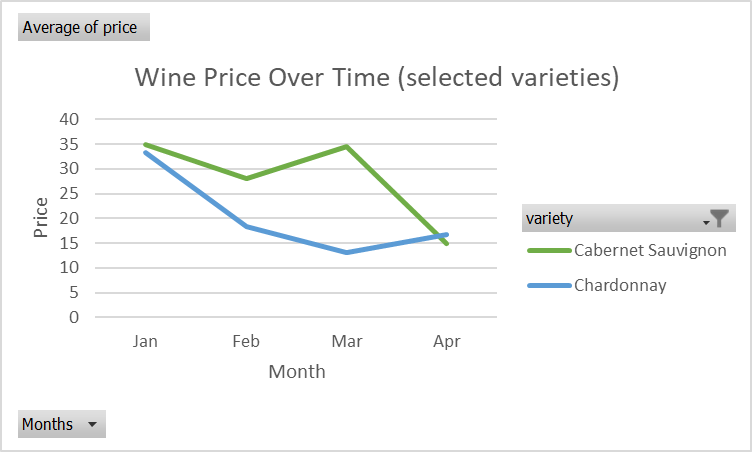 Average of price
Wine Price Over Time (selected varieties)
40
35
30
25
20
15
10
5
0
Price
Jan Feb Mar Apr
Month
variety
Cabernet Sauvignon
Chardonnay
Months